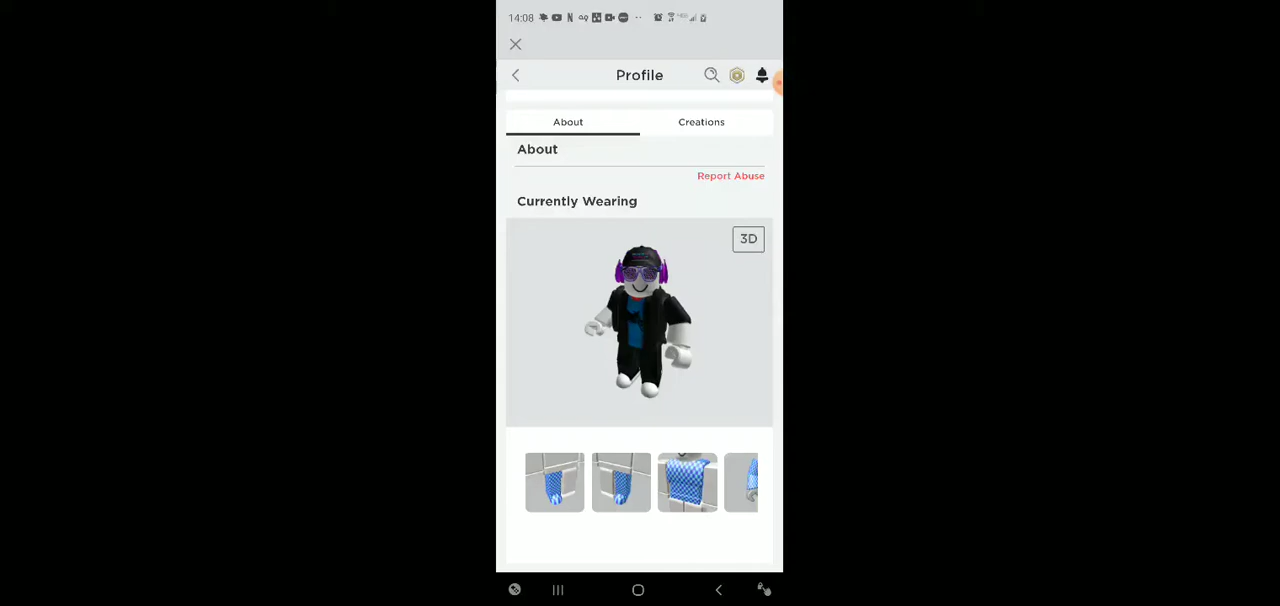 14:08
Profile
About
Creations
About
Report Abuse
Currently Wearing
3D